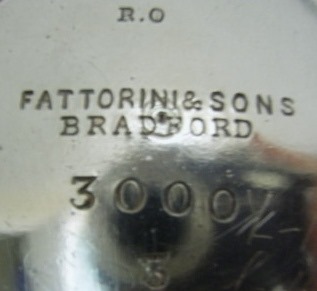 R.O
FATTORINI & SONS
BRADFORD
3000